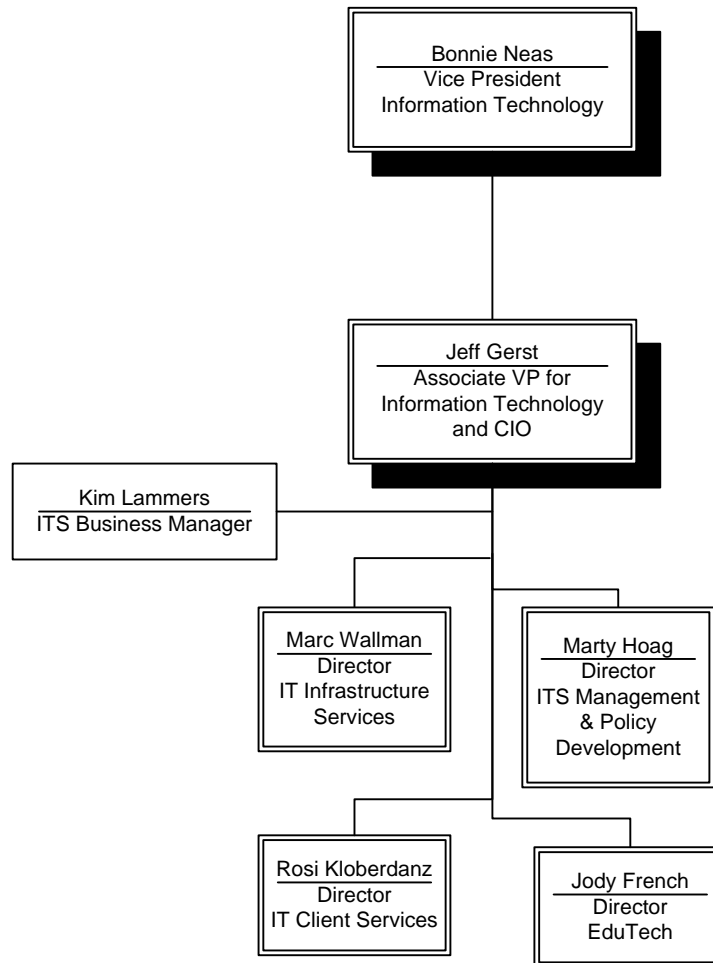 Bonnie Neas
Vice President
Information Technology
Jeff Gerst
Associate VP for
Information Technology
and CIO
Kim Lammers
ITS Business Manager
Marc Wallman
Director
IT Infrastructure
Services
Marty Hoag
Director
ITS Management
& Policy
Development
Rosi Kloberdanz
Director
IT Client Services
Jody French
Director
EduTech